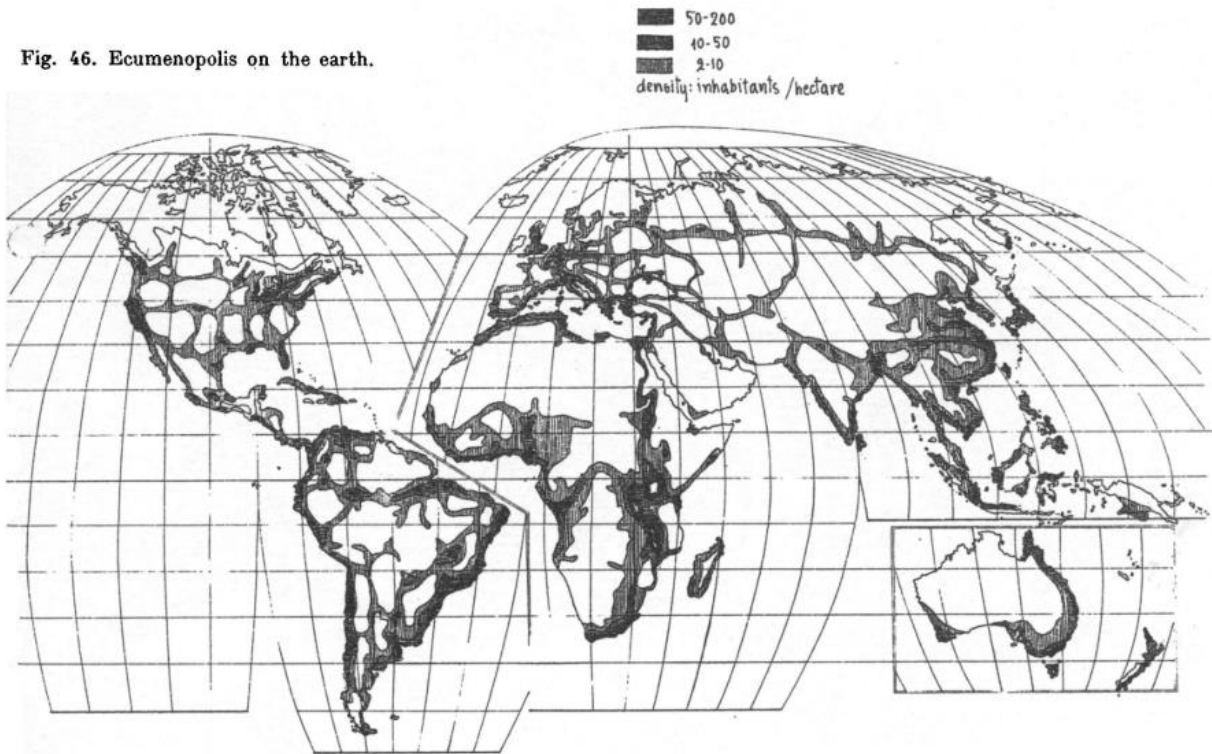 Fig. 46. Ecumenopolis on the earth.
50-200
10-50
2-10
density: inhabitants /hectare